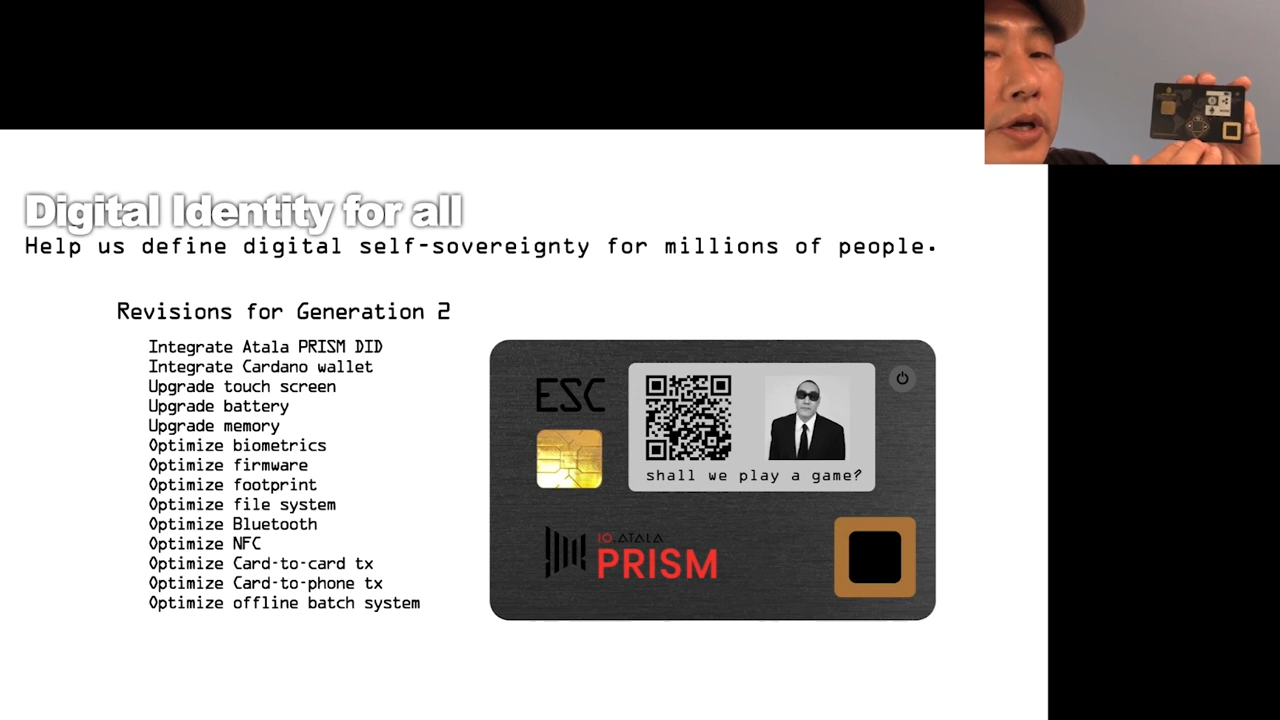 Digital Identity for all
Help us define digital self-sovereignty for millions of people.
Revisions for Generation 2
Integrate Atala PRISM DID
Integrate Cardano wallet
Upgrade touch screen
Upgrade battery
Upgrade memory
Optimize biometrics
Optimize firmware
Optimize footprint
Optimize file system
Optimize Bluetooth
Optimize NFC
Optimize Card-to-card tx
Optimize Card-to-phone tx
Optimize offline batch system
ESC
shall we play a game?
IO_ATALA
PRISM